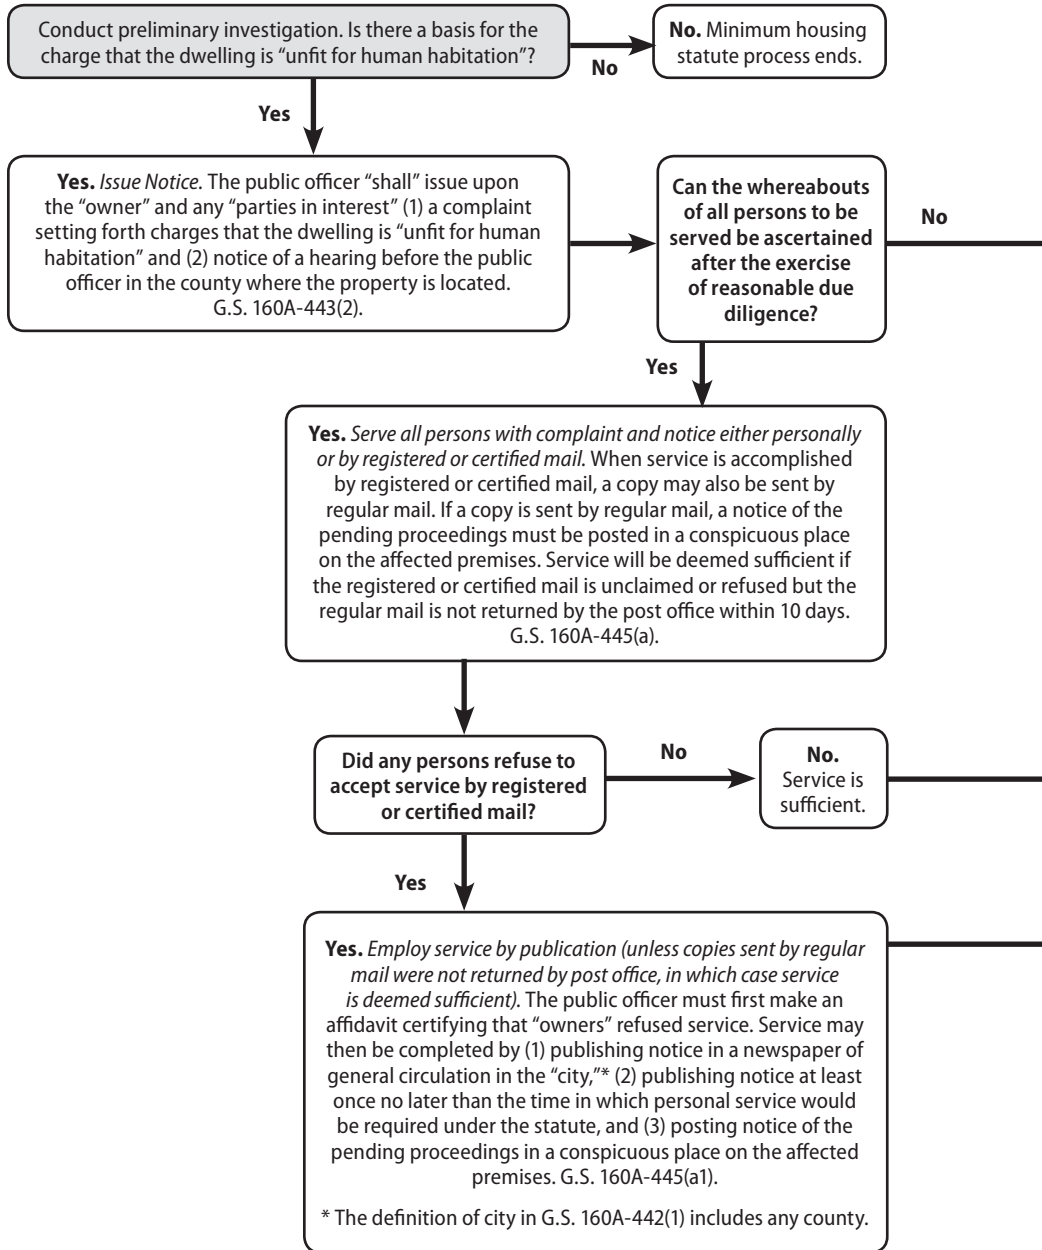 Conduct preliminary investigation. Is there a basis for the
charge that the dwelling is “unfit for human habitation”?
No
No. Minimum housing
statute process ends.
Yes
Yes. Issue Notice. The public officer “shall” issue upon
the “owner” and any “parties in interest” (1) a complaint
setting forth charges that the dwelling is “unfit for human
habitation” and (2) notice of a hearing before the public
officer in the county where the property is located.
G.S. 160A-443(2).
Can the whereabouts
of all persons to be
served be ascertained
after the exercise
of reasonable due
diligence?
No
Yes
Yes. Serve all persons with complaint and notice either personally
or by registered or certified mail. When service is accomplished
by registered or certified mail, a copy may also be sent by
regular mail. If a copy is sent by regular mail, a notice of the
pending proceedings must be posted in a conspicuous place
on the affected premises. Service will be deemed sufficient if
the registered or certified mail is unclaimed or refused but the
regular mail is not returned by the post office within 10 days.
G.S. 160A-445(a).
Did any persons refuse to
accept service by registered
or certified mail?
No
No.
Service is
sufficient.
Yes
Yes. Employ service by publication (unless copies sent by regular
mail were not returned by post office, in which case service
is deemed sufficient). The public officer must first make an
affidavit certifying that “owners” refused service. Service may
then be completed by (1) publishing notice in a newspaper of
general circulation in the “city,”* (2) publishing notice at least
once no later than the time in which personal service would
be required under the statute, and (3) posting notice of the
pending proceedings in a conspicuous place on the affected
premises. G.S. 160A-445(a1).
* The definition of city in G.S. 160A-442(1) includes any county.